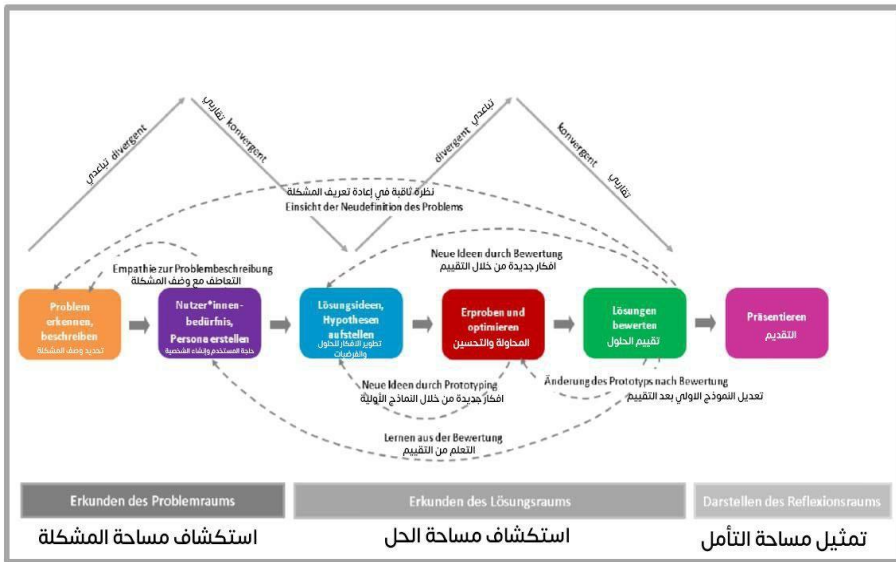 تباعدي divergent
تقاربي konvergent
تباعدي divergent
konvergent
تقاربي
نظرة ثاقبة في إعادة تعريف المشكلة
Einsicht der Neudefinition des Problems
Empathie zur Problembeschreibung
التعاطف مع وصف المشكلة
Neue Ideen durch Bewertung
افكار جديدة من خلال التقييم
Problem
erkennen,
beschreiben
تحديد وصف المشكلة
Nutzer*innen-
bedürfnis,
Persona erstellen
حاجة المستخدم وإنشاء الشخصية
Lösungsideen,
Hypothesen
aufstellen
تطوير الافكار للحلول
والفرضيات
Erproben und
optimieren
المحاولة والتحسين
Lösungen
bewerten
تقييم الحلول
Präsentieren
التقديم
Neue Ideen durch Prototyping
افكار جديدة من خلال النماذج الأولية
Änderung des Prototyps nach Bewertung
تعديل النموذج الاولي بعد التقييم
Lernen aus der Bewertung
التعلم من التقييم
Erkunden des Problemraums
Erkunden des Lösungsraums
Darstellen des Reflexionsraums
استكشاف مساحة المشكلة
استكشاف مساحة الحل
تمثيل مساحة التأمل